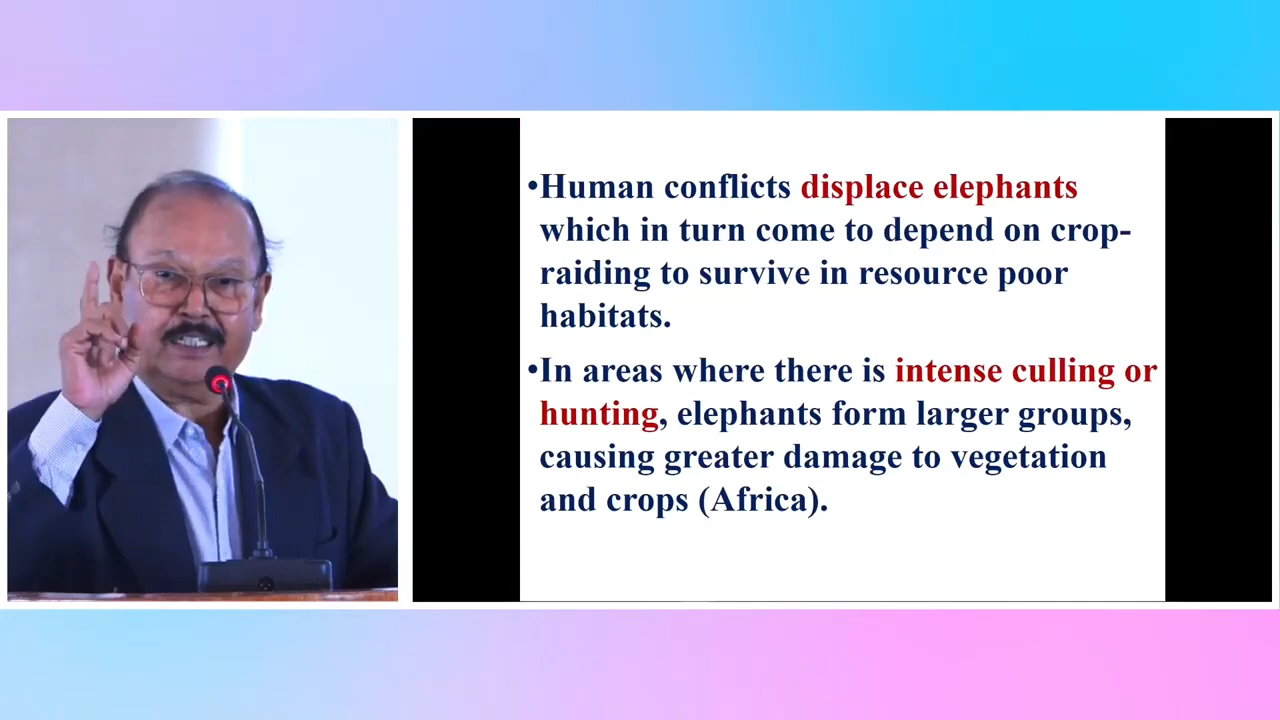 •Human conflicts displace elephants
which in turn come to depend on crop-
raiding to survive in resource poor
habitats.
•In areas where there is intense culling or
hunting, elephants form larger groups,
causing greater damage to vegetation
and crops (Africa).